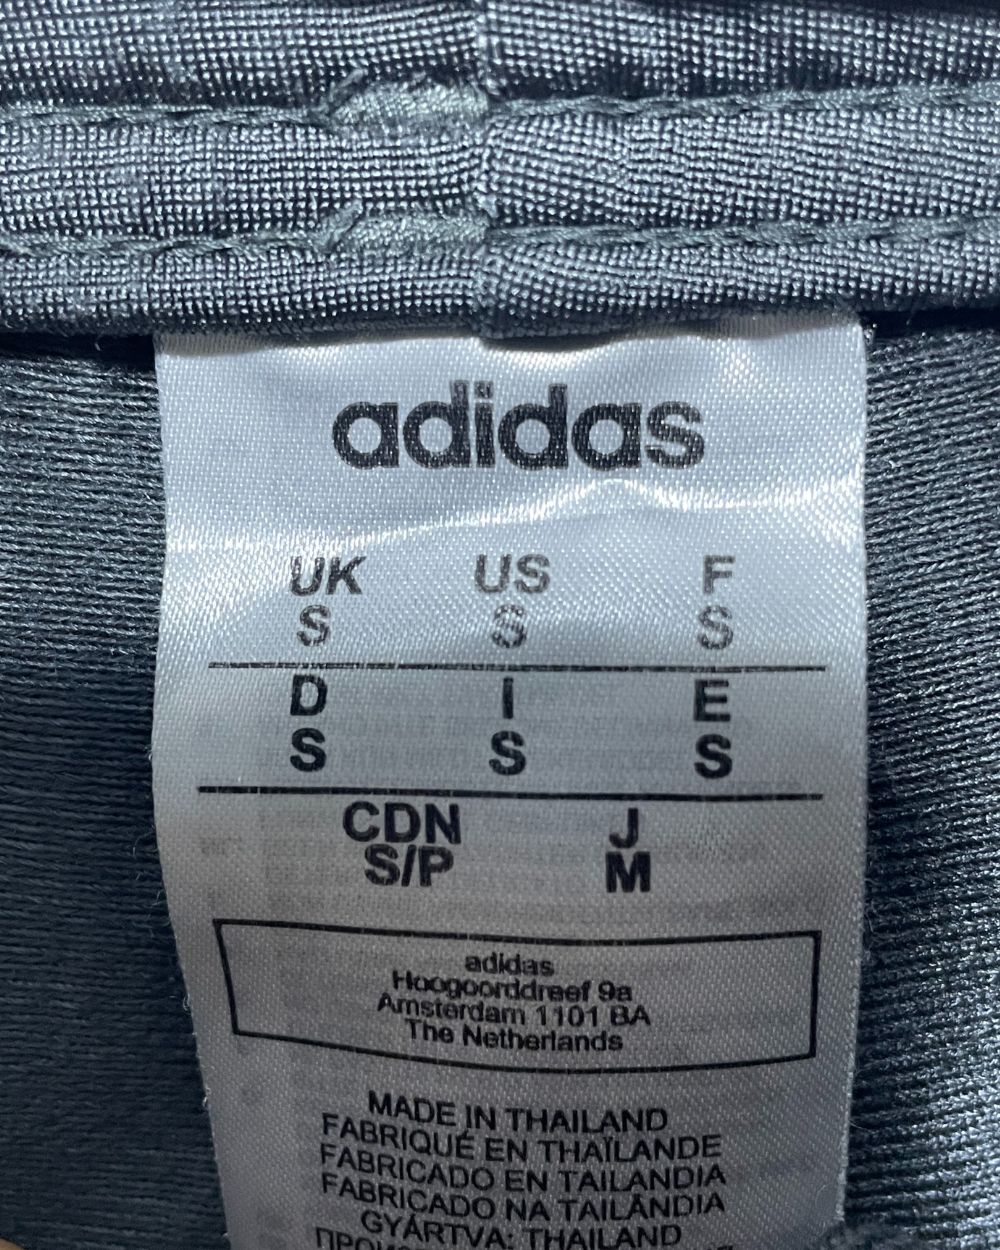 adidas
UK US F
S S S
D I E
S S S
CDN J
S/P M
adidas
Hoogoorddreef 9a
Amsterdam 1101 BA
The Netherlands
MADE IN THAILAND
FABRIQUÉ EN THAÏLANDE
FABRICADO EN TAILANDIA
FABRICADO NA TAILÂNDIA
GYÁRTVA: THAILAND